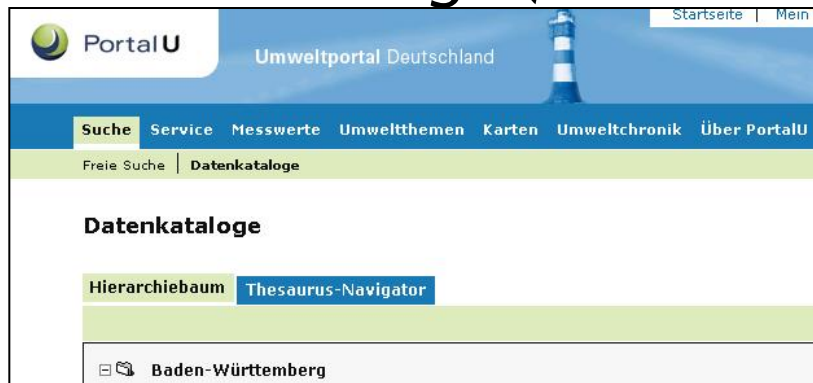 Startseite | Mein
Portal U
Umweltportal Deutschland
Suche Service Messwerte Umweltthemen Karten Umweltchronik Über PortalU
Freie Suche | Datenkataloge
Datenkataloge
Hierarchiebaum Thesaurus-Navigator
Baden-Württemberg